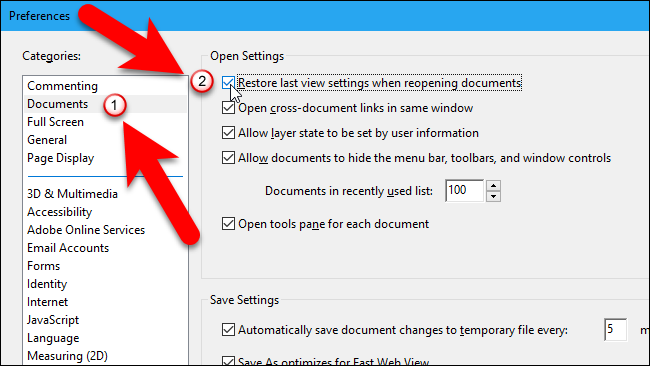 Preferences
Categories:
Commenting
Documents
Full Screen
General
Page Display
3D & Multimedia
Accessibility
Adobe Online Services
Email Accounts
Forms
Identity
Internet
JavaScript
Language
Measuring (2D)
1
2
Open Settings
Restore last view settings when reopening documents
Open cross-document links in same window
Allow layer state to be set by user information
Allow documents to hide the menu bar, toolbars, and window controls
Documents in recently used list: 100
Open tools pane for each document
Save Settings
Automatically save document changes to temporary file every: 5
Save As optimizes for Fast Web View